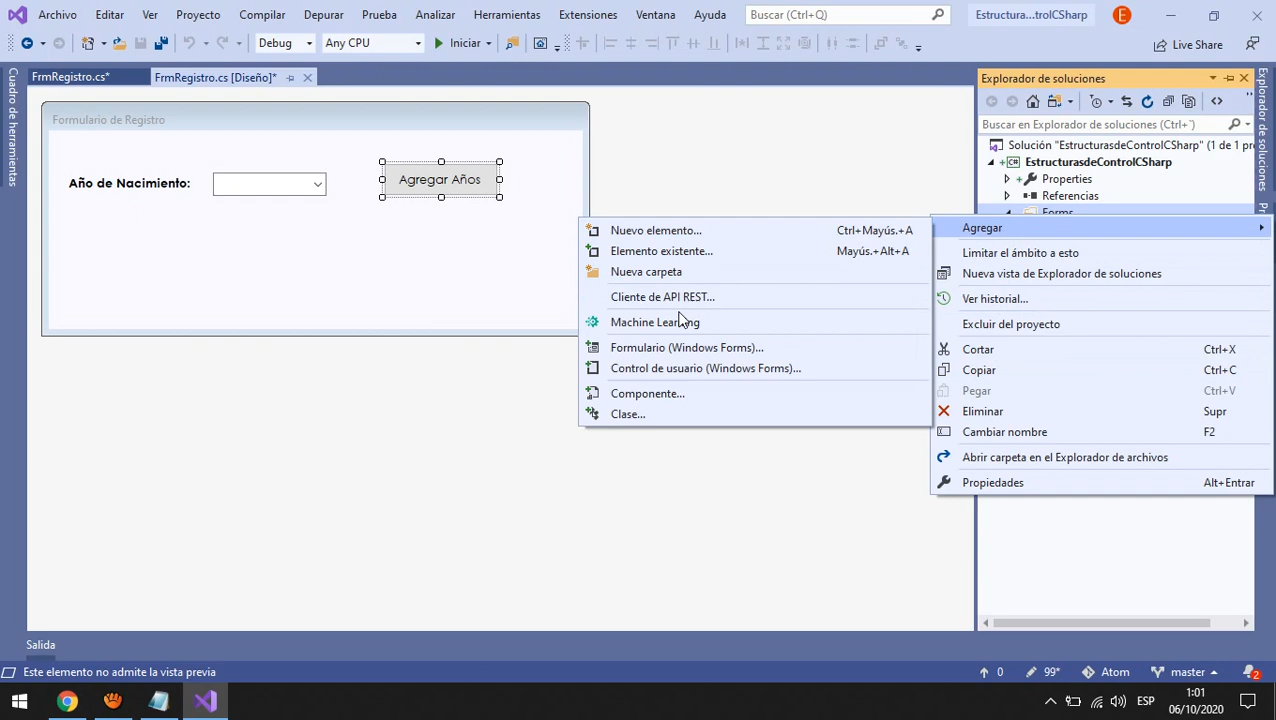 Archivo Editar Ver Proyecto Compilar Depurar Prueba Analizar Herramientas Extensiones Ventana Ayuda Buscar (Ctrl+Q) Estructura...trolCSharp E
Debug Any CPU Iniciar Live Share
FrmRegistro.cs* FrmRegistro.cs [Diseño]* Explorador de soluciones
Cuadro de herramientas
Explorador de soluciones
Formulario de Registro
Buscar en Explorador de soluciones (Ctrl+¨)
Solución "EstructurasdeControlCSharp" (1 de 1 pr
EstructurasdeControlCSharp
Año de Nacimiento: Agregar Años Properties
Referencias
Forms
Agregar
Limitar el ámbito a esto
Nueva vista de Explorador de soluciones
Ver historial...
Excluir del proyecto
Cortar Ctrl+X
Copiar Ctrl+C
Pegar Ctrl+V
Eliminar Supr
Cambiar nombre F2
Abrir carpeta en el Explorador de archivos
Propiedades Alt+Entrar
Nuevo elemento... Ctrl+Mayús.+A
Elemento existente... Mayús.+Alt+A
Nueva carpeta
Cliente de API REST...
Machine Learning
Formulario (Windows Forms)...
Control de usuario (Windows Forms)...
Componente...
Clase...
Salida
Este elemento no admite la vista previa 0 99* Atom master 2
ESP 1:01
06/10/2020